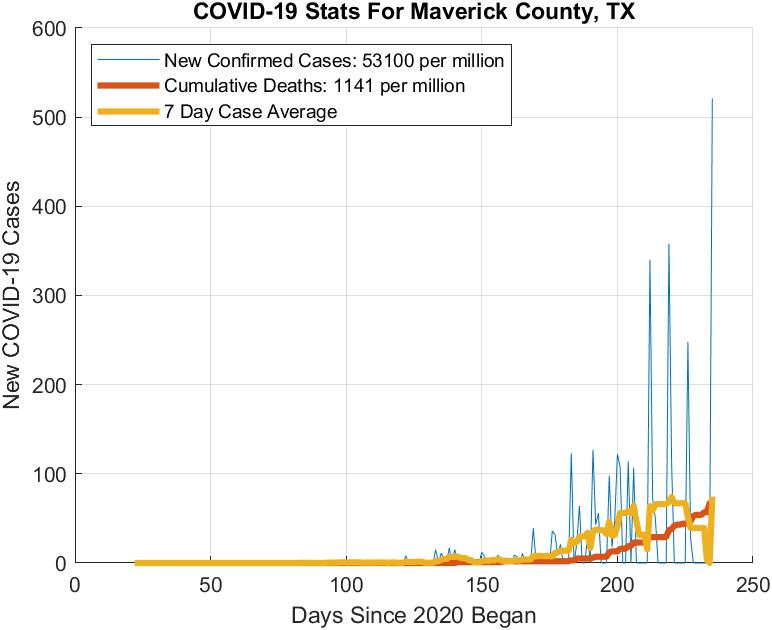 COVID-19 Stats For Maverick County, TX
600
500
400
300
200
100
0
New COVID-19 Cases
New Confirmed Cases: 53100 per million
Cumulative Deaths: 1141 per million
7 Day Case Average
0 50 100 150 200 250
Days Since 2020 Began